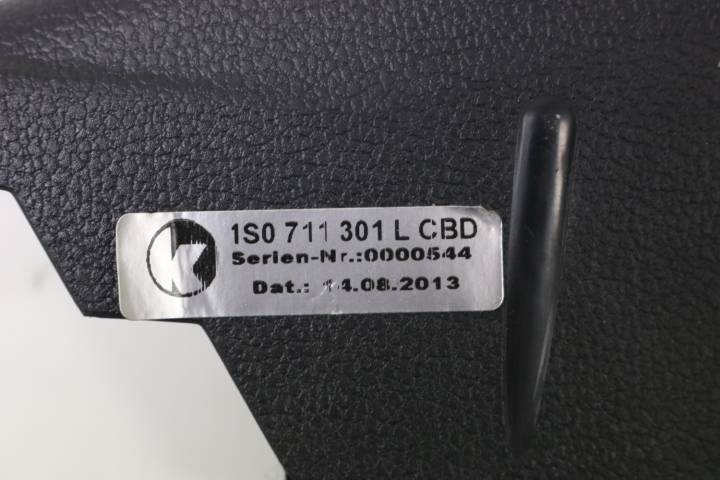 K
1S0 711 301 L CBD
Serien-Nr.:0000544
Dat.: 14.08.2013